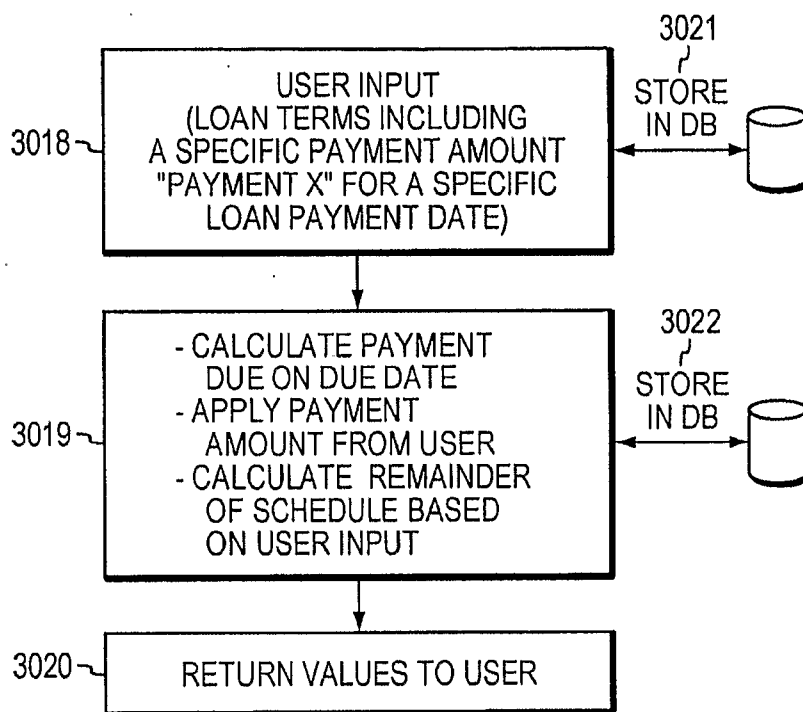 3021
STORE
IN DB
3018
USER INPUT
(LOAN TERMS INCLUDING
A SPECIFIC PAYMENT AMOUNT
"PAYMENT X" FOR A SPECIFIC
LOAN PAYMENT DATE)
3022
STORE
IN DB
3019
- CALCULATE PAYMENT
DUE ON DUE DATE
- APPLY PAYMENT
AMOUNT FROM USER
- CALCULATE REMAINDER
OF SCHEDULE BASED
ON USER INPUT
3020
RETURN VALUES TO USER